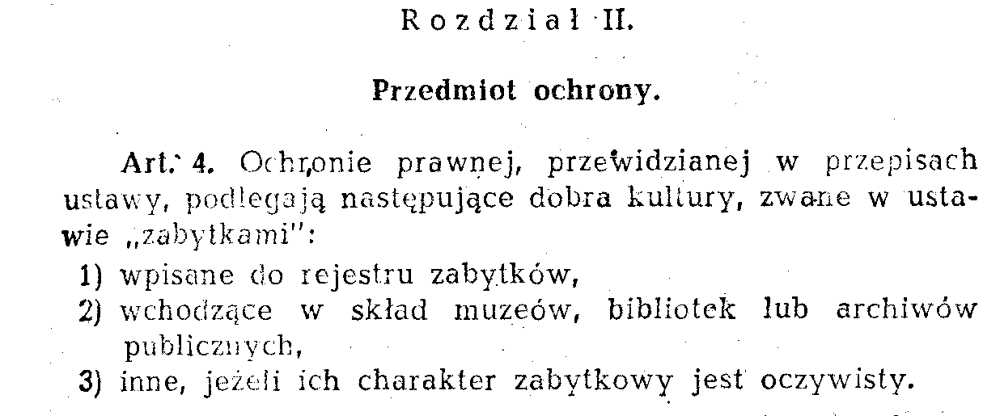 Rozdział II.
Przedmiot ochrony.
Art. 4. Ochronie prawnej, przewidzianej w przepisach
ustawy, podlegają następujące dobra kultury, zwane w usta-
wie „zabytkami":
1) wpisane do rejestru zabytków,
2) wchodzące w skład muzeów, bibliotek lub archiwów
publicznych,
3) inne, jeżeli ich charakter zabytkowy jest oczywisty.